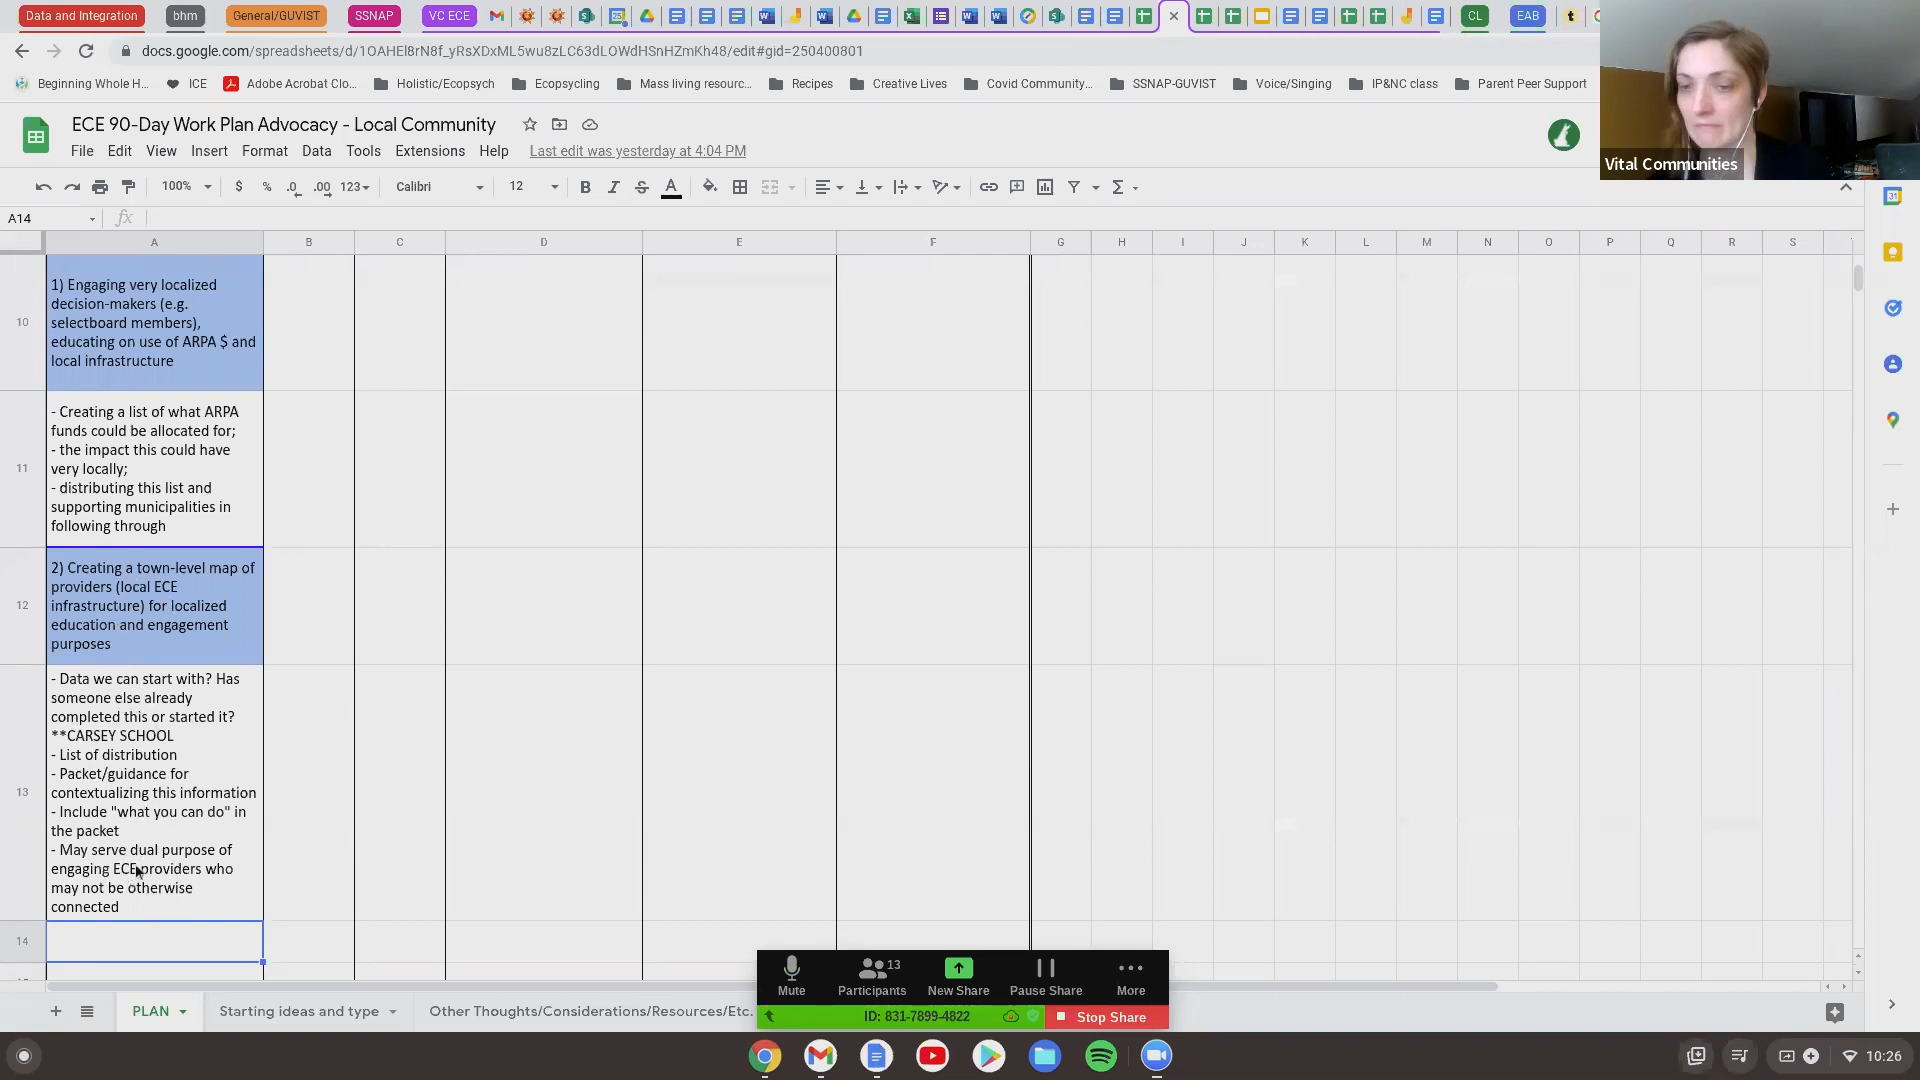 Data and Integration
bhm
General/GUVIST
SSNAP
VC ECE
CL
EAB
docs.google.com/spreadsheets/d/1OAHEl8rN8f_yRsXDxML5wu8zLC63dLOWdHSnHZmKh48/edit#gid=250400801
Beginning Whole H...
ICE
Adobe Acrobat Clo...
Holistic/Ecopsych
Ecopsycling
Mass living resourc...
Recipes
Creative Lives
Covid Community...
SSNAP-GUVIST
Voice/Singing
IP&NC class
Parent Peer Support
Vital Communities
ECE 90-Day Work Plan Advocacy - Local Community
File Edit View Insert Format Data Tools Extensions Help Last edit was yesterday at 4:04 PM
100% $ % .0 .00 123 Calibri 12 B I S A
A14 fx
A B C D E F G H I J K L M N O P Q R S
10
1) Engaging very localized
decision-makers (e.g.
selectboard members),
educating on use of ARPA $ and
local infrastructure
11
- Creating a list of what ARPA
funds could be allocated for;
- the impact this could have
very locally;
- distributing this list and
supporting municipalities in
following through
12
2) Creating a town-level map of
providers (local ECE
infrastructure) for localized
education and engagement
purposes
13
- Data we can start with? Has
someone else already
completed this or started it?
**CARSEY SCHOOL
- List of distribution
- Packet/guidance for
contextualizing this information
- Include "what you can do" in
the packet
- May serve dual purpose of
engaging ECE providers who
may not be otherwise
connected
14
Mute
13
Participants
New Share
Pause Share
More
ID: 831-7899-4822
Stop Share
PLAN
Starting ideas and type
Other Thoughts/Considerations/Resources/Etc.
10:26